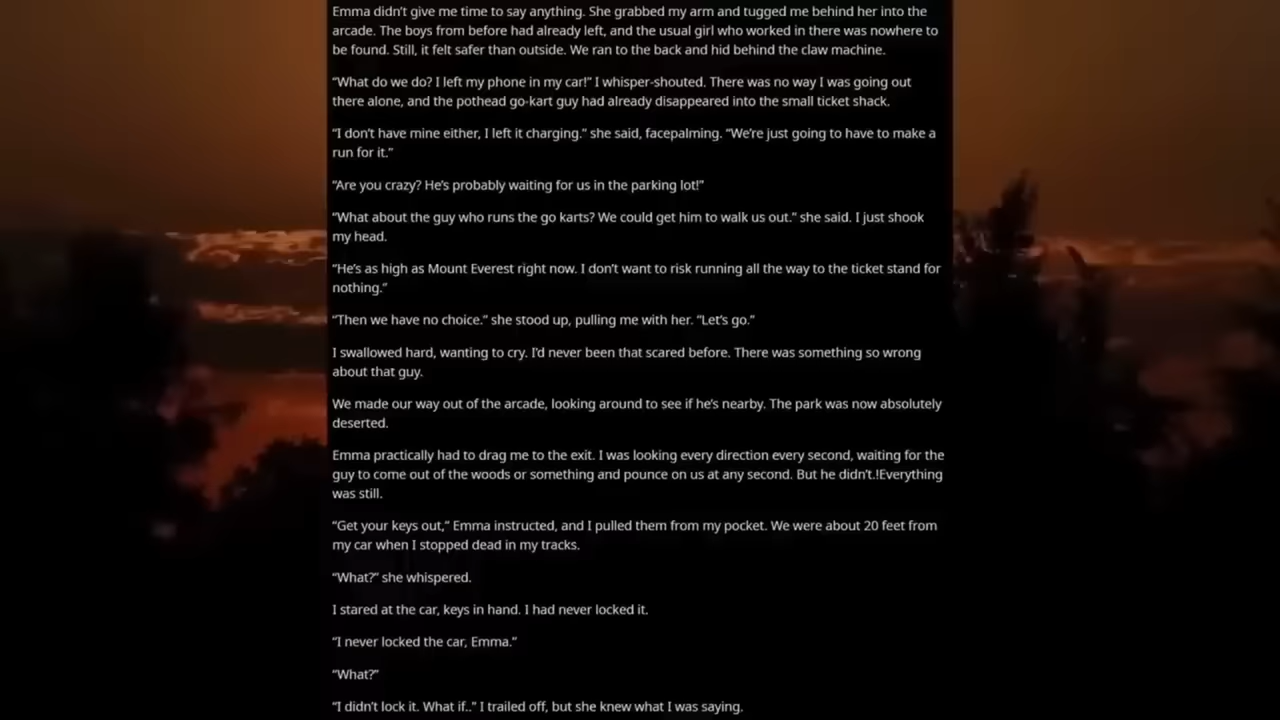 Emma didn't give me time to say anything. She grabbed my arm and tugged me behind her into the
arcade. The boys from before had already left, and the usual girl who worked in there was nowhere to
be found. Still, it felt safer than outside. We ran to the back and hid behind the claw machine.
“What do we do? I left my phone in my car!” I whisper-shouted. There was no way I was going out
there alone, and the pothead go-kart guy had already disappeared into the small ticket shack.
“I don't have mine either, I left it charging.” she said, facepalming. “We're just going to have to make a
run for it.”
“Are you crazy? He's probably waiting for us in the parking lot!”
“What about the guy who runs the go karts? We could get him to walk us out.” she said. I just shook
my head.
“He's as high as Mount Everest right now. I don't want to risk running all the way to the ticket stand for
nothing.”
“Then we have no choice.” she stood up, pulling me with her. “Let's go.”
I swallowed hard, wanting to cry. I'd never been that scared before. There was something so wrong
about that guy.
We made our way out of the arcade, looking around to see if he's nearby. The park was now absolutely
deserted.
Emma practically had to drag me to the exit. I was looking every direction every second, waiting for the
guy to come out of the woods or something and pounce on us at any second. But he didn't.!Everything
was still.
“Get your keys out,” Emma instructed, and I pulled them from my pocket. We were about 20 feet from
my car when I stopped dead in my tracks.
“What?” she whispered.
I stared at the car, keys in hand. I had never locked it.
“I never locked the car, Emma.”
“What?”
“I didn't lock it. What if..” I trailed off, but she knew what I was saying.